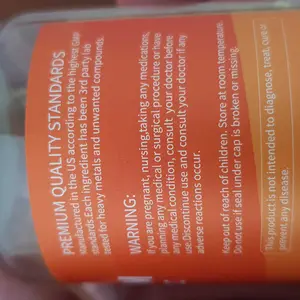 PREMIUM QUALITY STANDARDS
Manufactured in the US according to the highest
standards. Each ingredient has been 3rd party lab
tested for heavy metals and unwanted compounds.
WARNING:
If you are pregnant, nursing, taking any medications,
planning any medical or surgical procedure or have
any medical condition, consult your doctor before
use. Discontinue use and consult your doctor if any
adverse reactions occur.
Keep out of reach of children. Store at room temperature.
Do not use if seal under cap is broken or missing.
This product is not intended to diagnose, treat, cure or
prevent any disease.